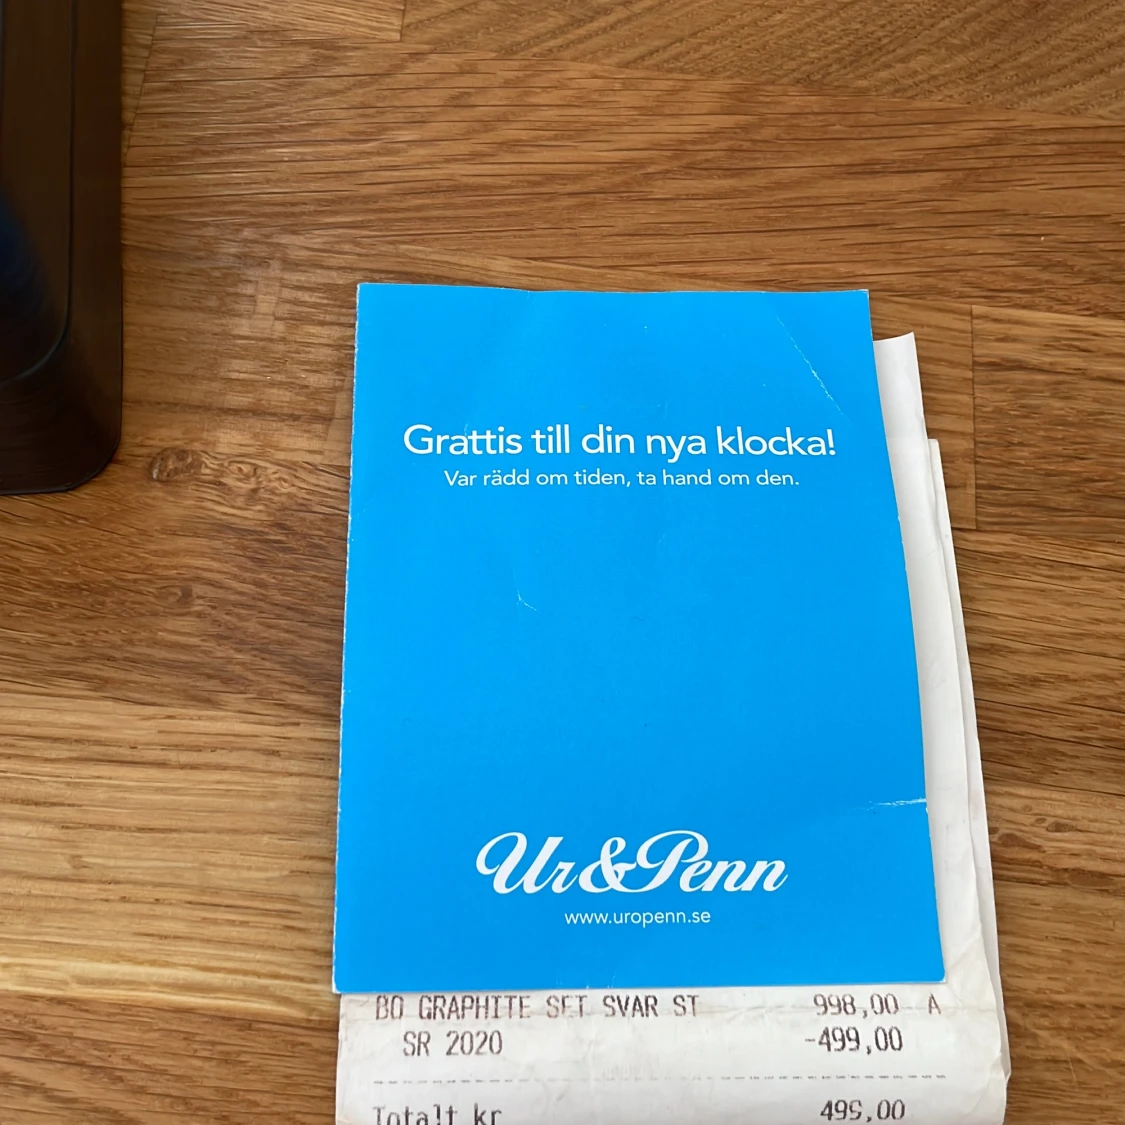 Grattis till din nya klocka!
Var rädd om tiden, ta hand om den.
Ur&Penn
www.uropenn.se
BO GRAPHITE SET SVAR ST 998,00 A
SR 2020 -499,00
Totalt kr 499,00